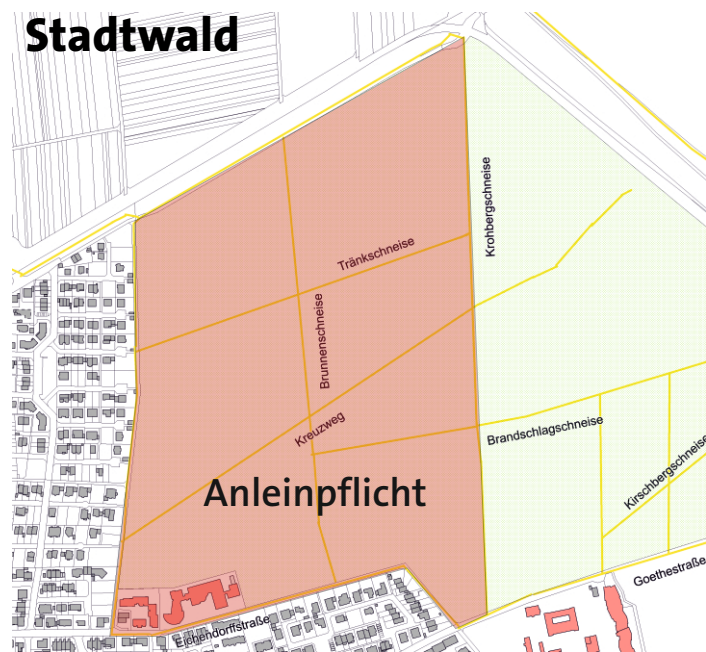 Stadtwald
Krohbergschneise
Tränkschneise
Brunnenschneise
Kreuzweg
Brandschlagschneise
Kirschbergschneise
Anleinpflicht
Goethestraße
Eichendorffstraße